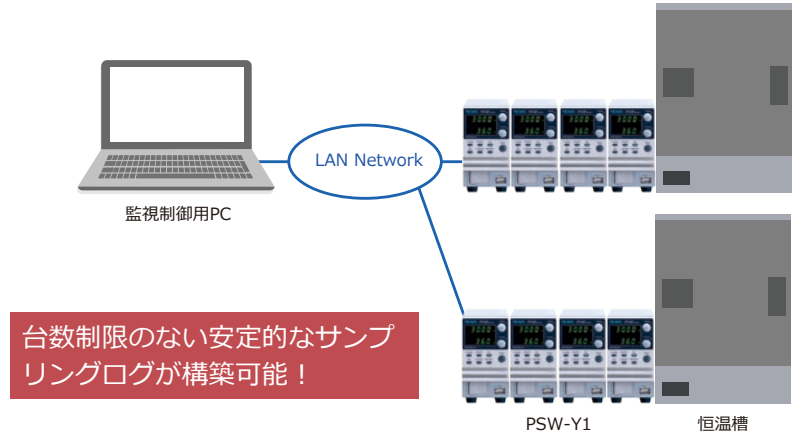 LAN Network
監視制御用PC
台数制限のない安定的なサンプ
リングログが構築可能！
PSW-Y1
恒温槽